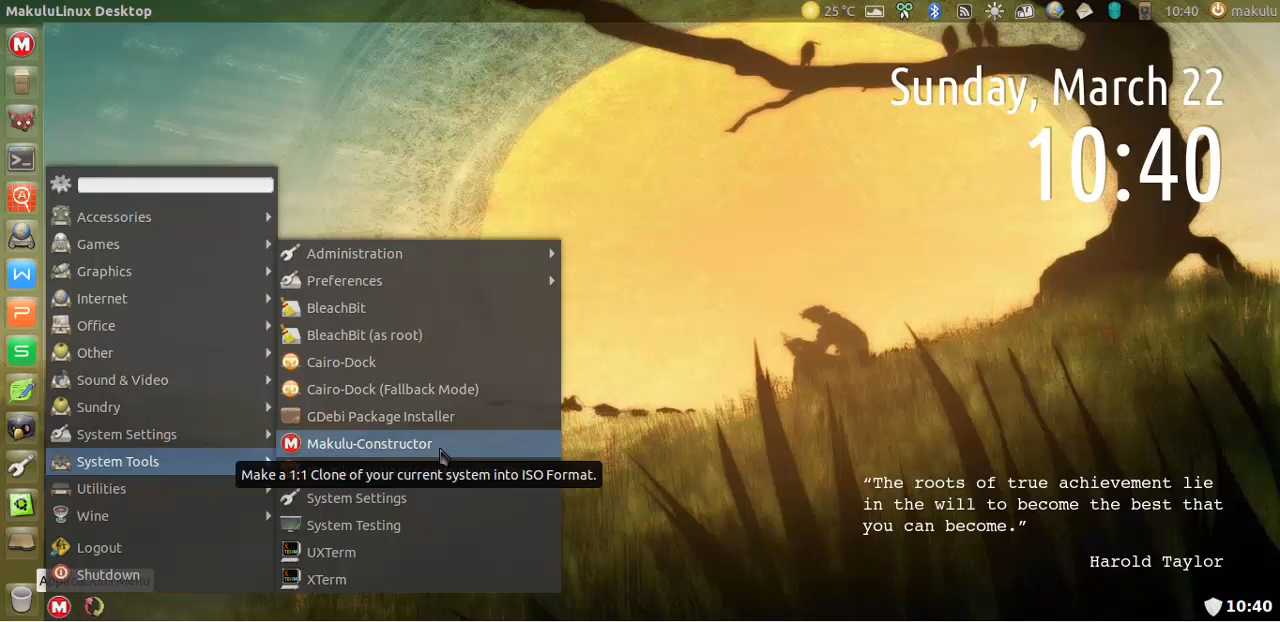 MakuluLinux Desktop
25 °C
10:40
makulu
Sunday, March 22
10:40
Accessories
Games
Graphics
Internet
Office
Other
Sound & Video
Sundry
System Settings
System Tools
Utilities
Wine
Logout
Shutdown
Administration
Preferences
BleachBit
BleachBit (as root)
Cairo-Dock
Cairo-Dock (Fallback Mode)
GDebi Package Installer
Makulu-Constructor
Make a 1:1 Clone of your current system into ISO Format.
System Settings
System Testing
UXTerm
XTerm
“The roots of true achievement lie
in the will to become the best that
you can become.”
Harold Taylor
10:40